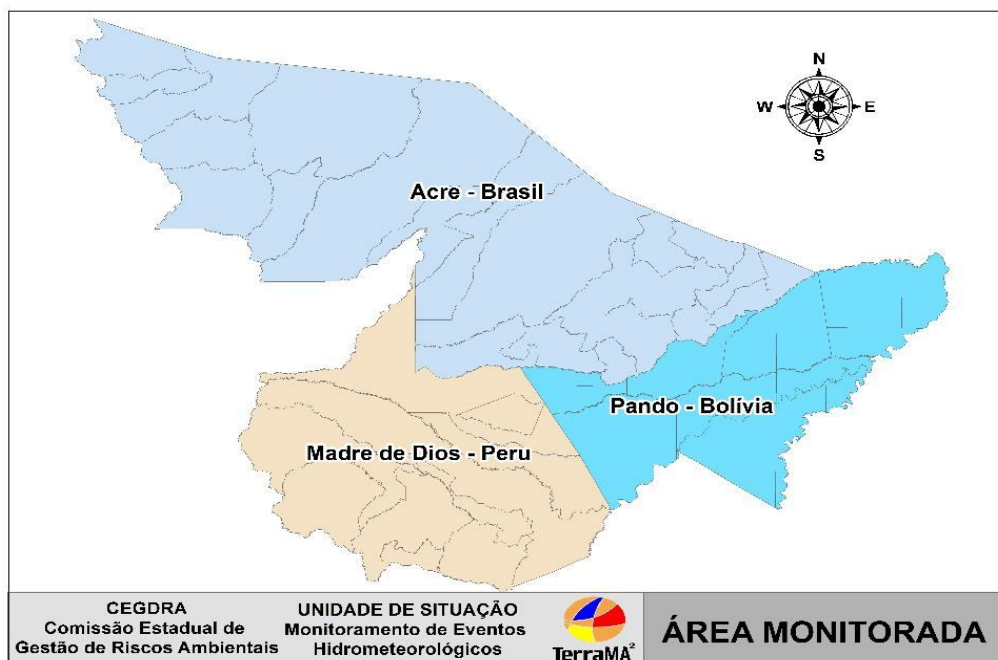 N
W E
S
Acre - Brasil
Pando - Bolívia
Madre de Dios - Peru
CEGDRA
Comissão Estadual de
Gestão de Riscos Ambientais
UNIDADE DE SITUAÇÃO
Monitoramento de Eventos
Hidrometeorológicos
TerraMA²
ÁREA MONITORADA